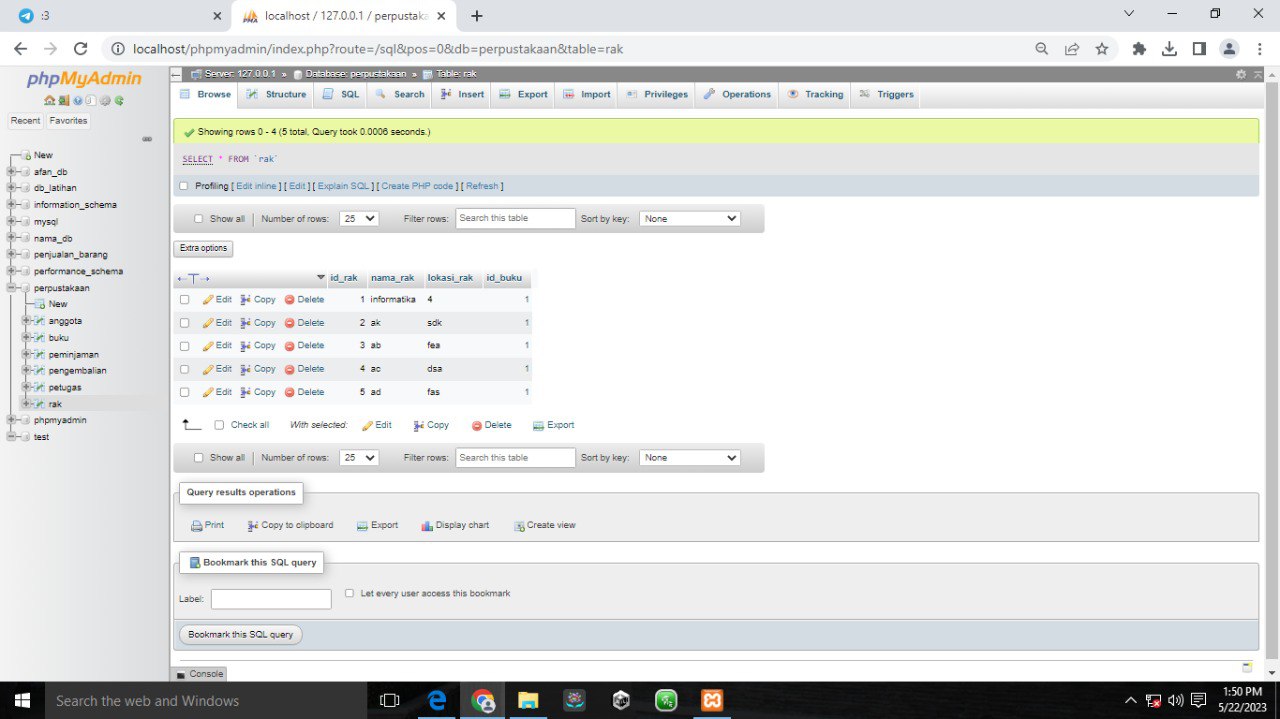 :3
localhost / 127.0.0.1 / perpustaka
localhost/phpmyadmin/index.php?route=/sql&pos=0&db=perpustakaan&table=rak
phpMyAdmin
Recent Favorites
New
afan_db
db_latihan
information_schema
mysql
nama_db
penjualan_barang
performance_schema
perpustakaan
New
anggota
buku
peminjaman
pengembalian
petugas
rak
phpmyadmin
test
Server: 127.0.0.1 » Database: perpustakaan » Table: rak
Browse Structure SQL Search Insert Export Import Privileges Operations Tracking Triggers
Showing rows 0 - 4 (5 total, Query took 0.0006 seconds.)
SELECT * FROM `rak`
Profiling [ Edit inline ] [ Edit ] [ Explain SQL ] [ Create PHP code ] [ Refresh ]
Show all | Number of rows: 25 Filter rows: Search this table Sort by key: None
Extra options
←T→ id_rak nama_rak lokasi_rak id_buku
Edit Copy Delete 1 informatika 4 1
Edit Copy Delete 2 ak sdk 1
Edit Copy Delete 3 ab fea 1
Edit Copy Delete 4 ac dsa 1
Edit Copy Delete 5 ad fas 1
Check all With selected: Edit Copy Delete Export
Show all | Number of rows: 25 Filter rows: Search this table Sort by key: None
Query results operations
Print Copy to clipboard Export Display chart Create view
Bookmark this SQL query
Label: Let every user access this bookmark
Bookmark this SQL query
Console
Search the web and Windows
1:50 PM
5/22/2023